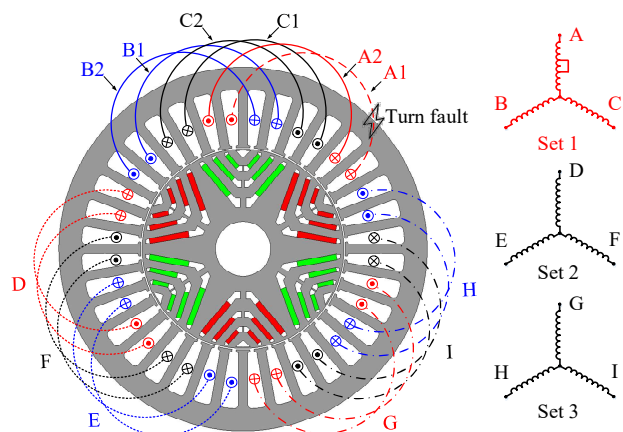 C2 C1
B1
B2
A2
A1
Turn fault
D
F
E
H
I
G
A
B C
Set 1
D
E F
Set 2
G
H I
Set 3